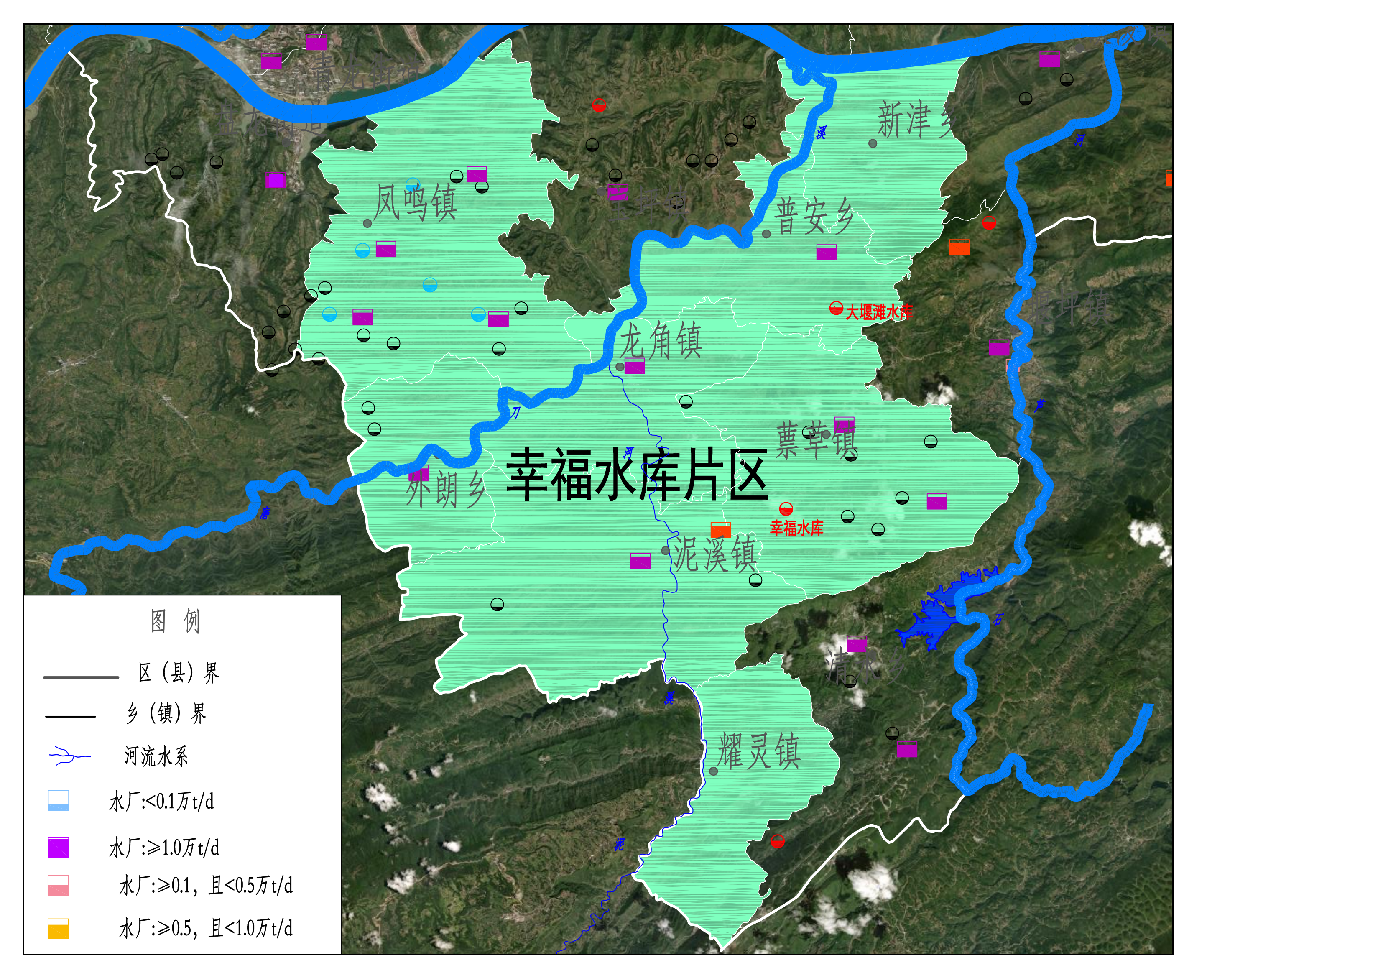 新津乡
凤鸣镇
普安乡
大堰滩水库
龙角镇
蔈草镇
幸福水库片区
外朗乡
幸福水库
泥溪镇
耀灵镇
图 例
区（县）界
乡（镇）界
河流水系
水厂:<0.1万t/d
水厂:≥1.0万t/d
水厂:≥0.1，且<0.5万t/d
水厂:≥0.5，且<1.0万t/d